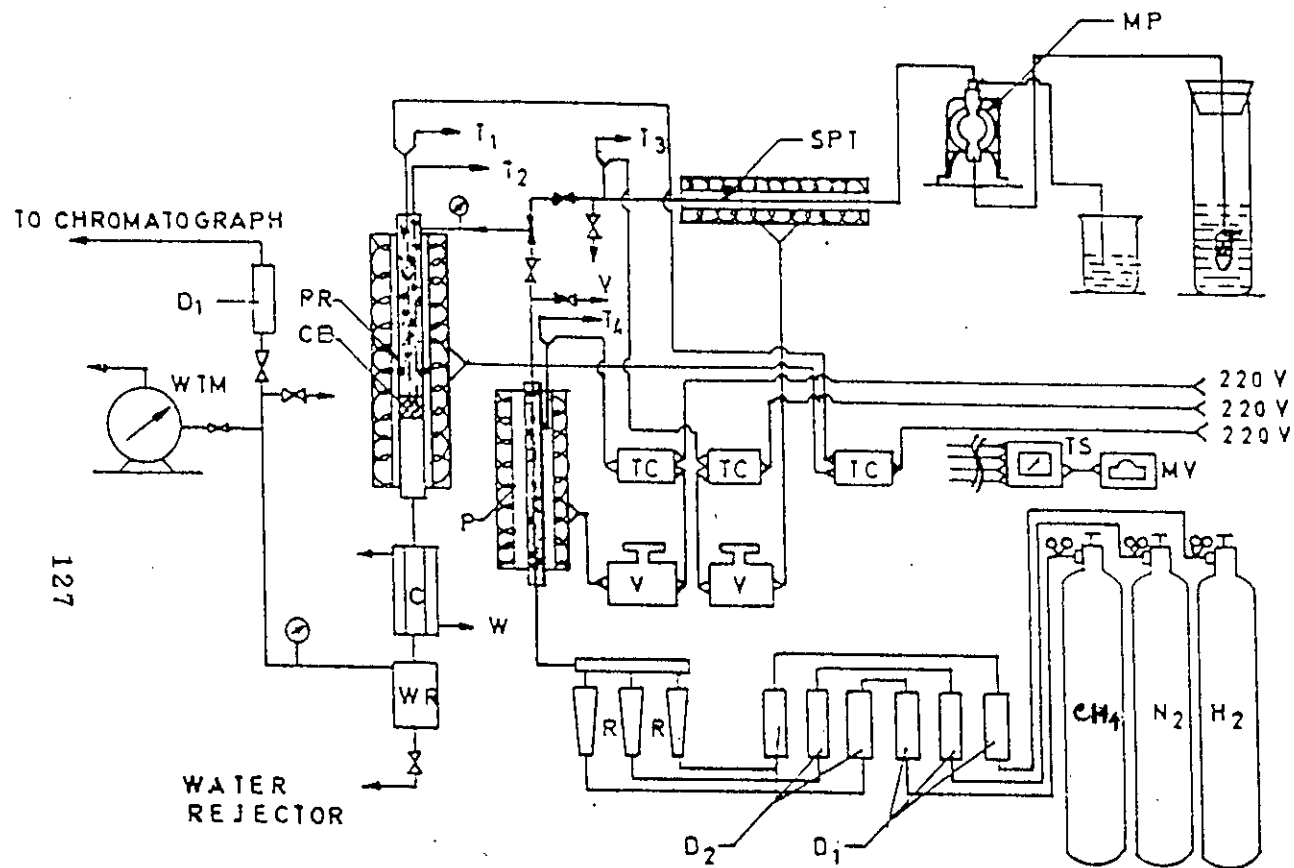 MP
T1
T3
SPT
T2
TO CHROMATOGRAPH
D1
PR
CB
V
T4
WTM
220 V
220 V
220 V
TC
TC
TC
TS
MV
P
V
V
127
C
W
WR
R
R
CH4
N2
H2
WATER
REJECTOR
D2
D1